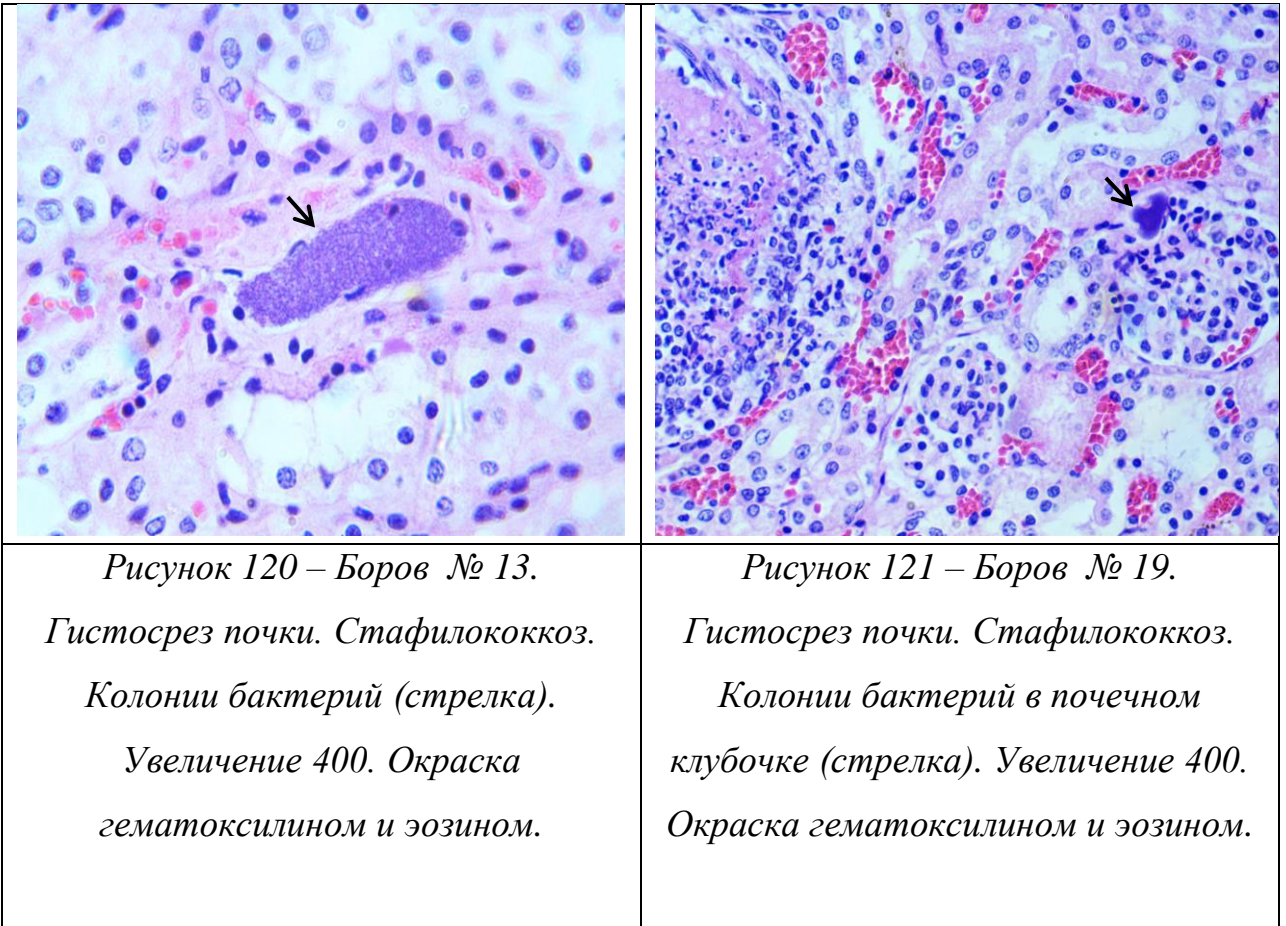 Рисунок 120 – Боров № 13.
Гистосрез почки. Стафилококкоз.
Колонии бактерий (стрелка).
Увеличение 400. Окраска
гематоксилином и эозином.
Рисунок 121 – Боров № 19.
Гистосрез почки. Стафилококкоз.
Колонии бактерий в почечном
клубочке (стрелка). Увеличение 400.
Окраска гематоксилином и эозином.